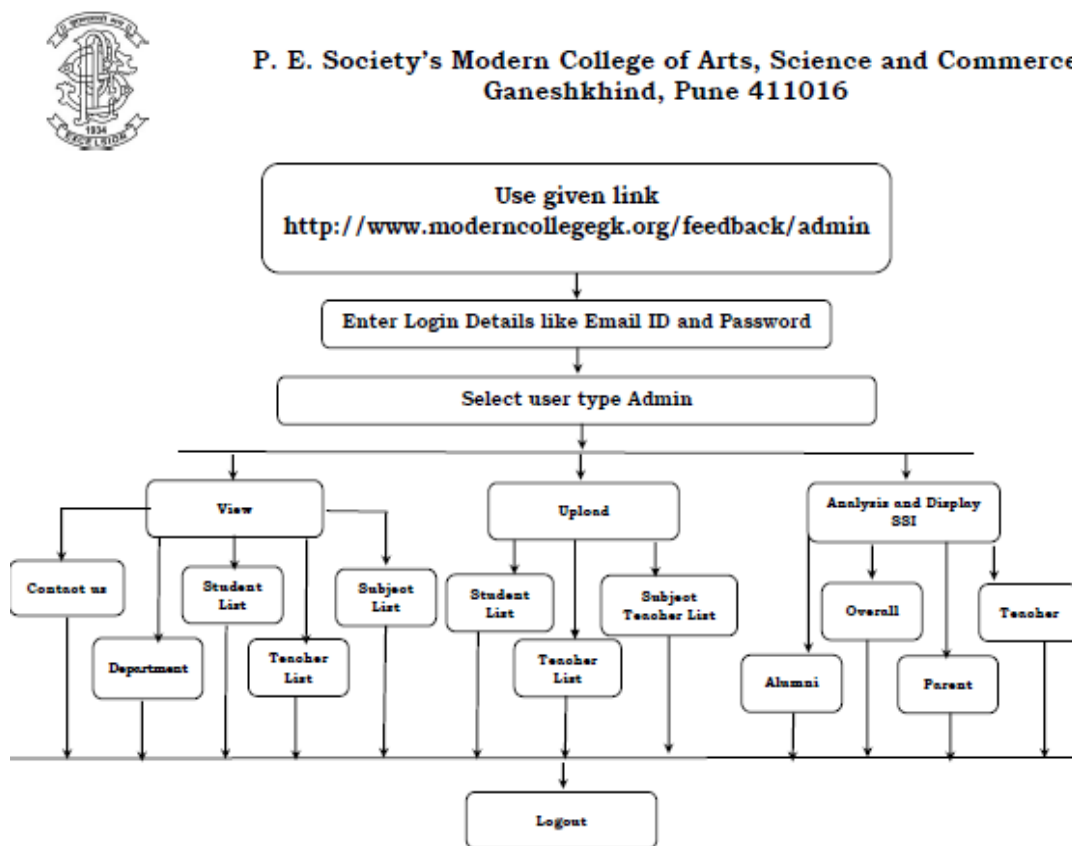 P. E. Society's Modern College of Arts, Science and Commerce
Ganeshkhind, Pune 411016
1934
EXCELSIOR
Use given link
http://www.moderncollegegk.org/feedback/admin
Enter Login Details like Email ID and Password
Select user type Admin
View
Upload
Analysis and Display
SSI
Contact us
Student
List
Subject
List
Student
List
Subject
Teacher List
Overall
Teacher
Department
Teacher
List
Teacher
List
Alumni
Parent
Logout